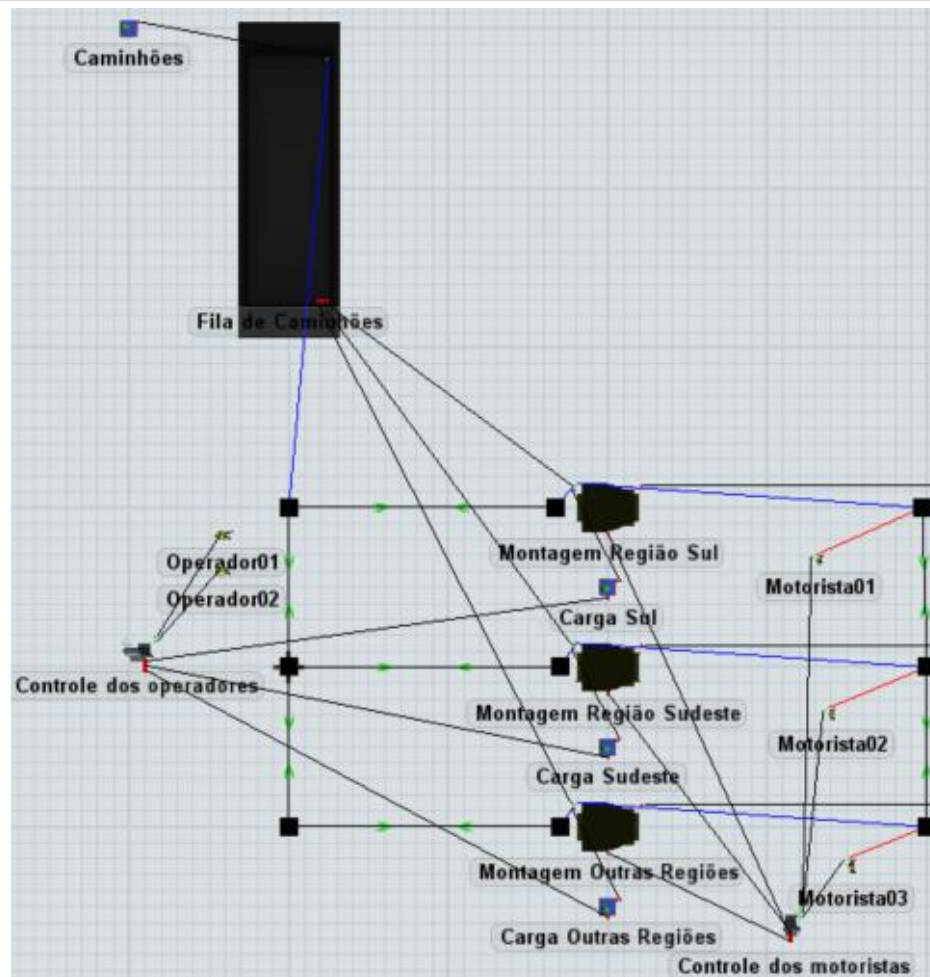 Caminhões
Fila de Caminhões
Montagem Região Sul
Operador01
Motorista01
Operador02
Carga Sul
Controle dos operadores
Montagem Região Sudeste
Motorista02
Carga Sudeste
Montagem Outras Regiões
Motorista03
Carga Outras Regiões
Controle dos motoristas